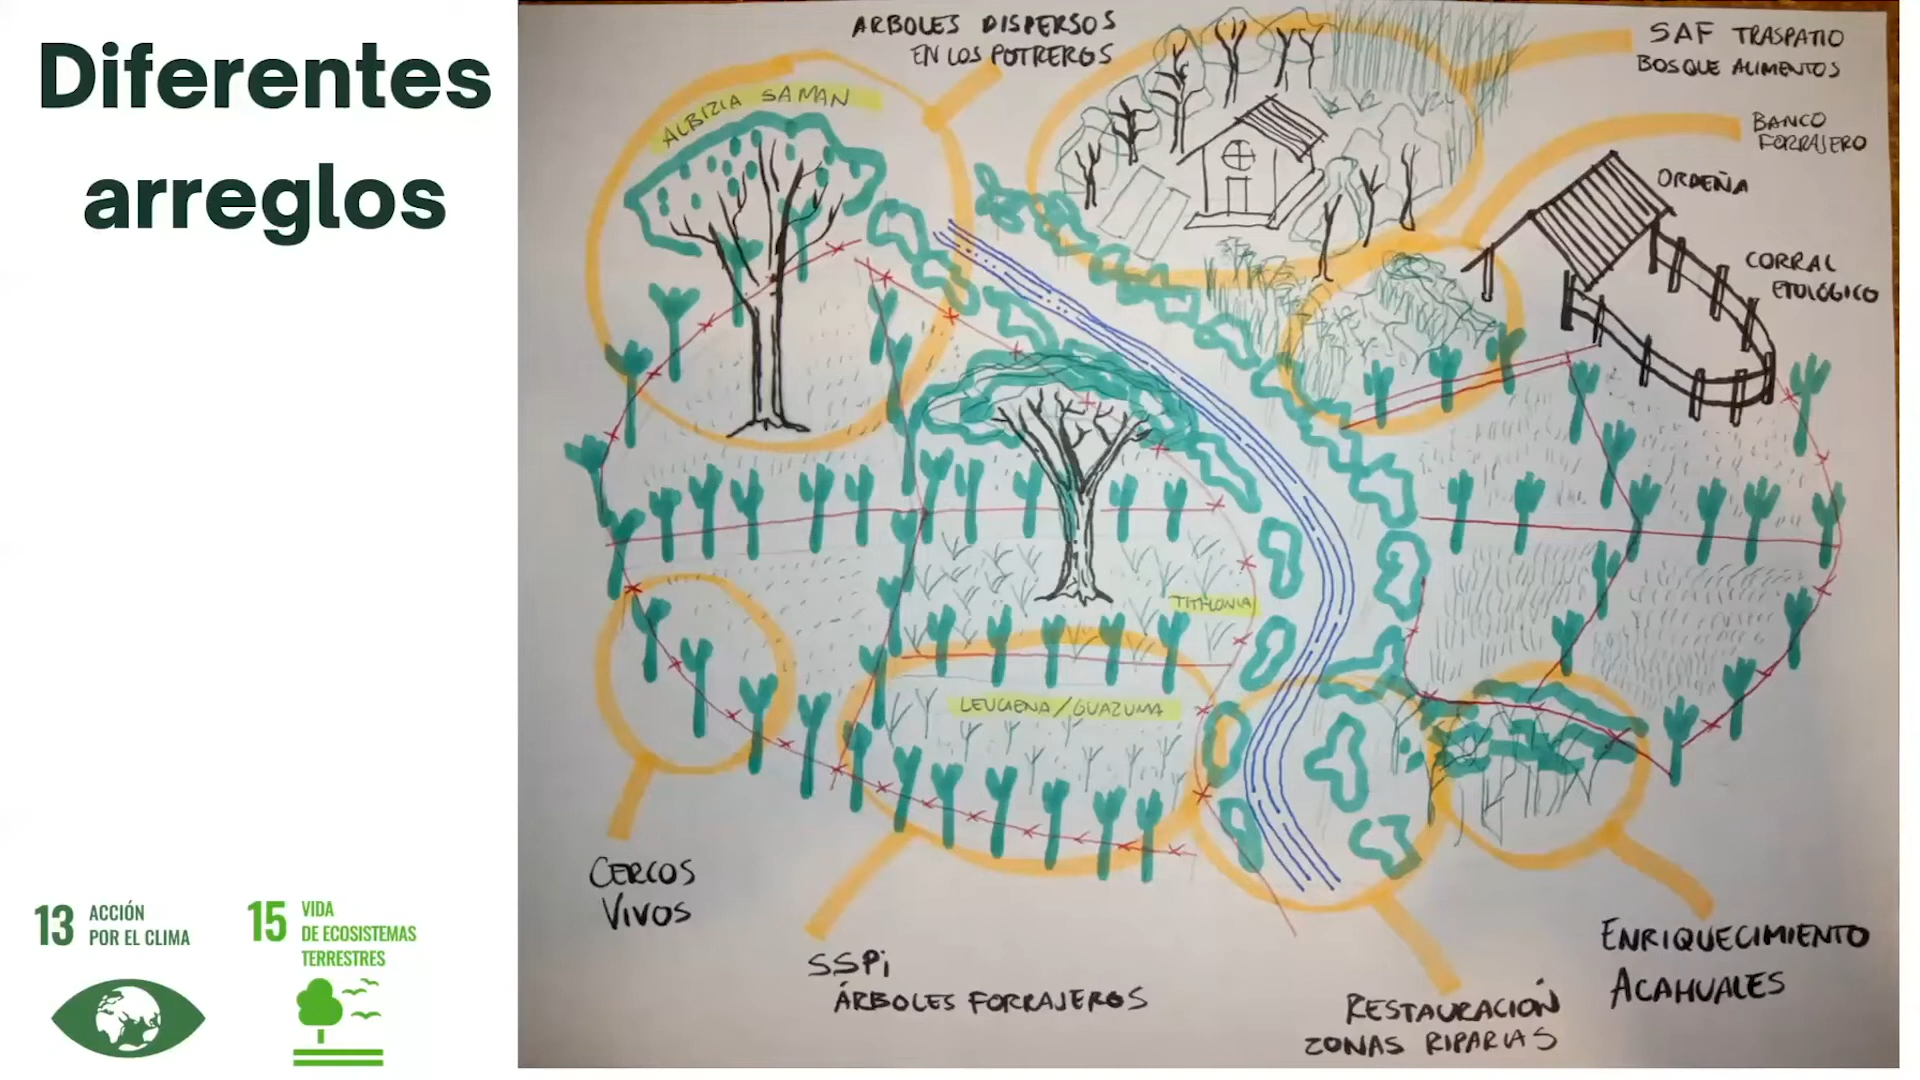 Diferentes
arreglos
ARBOLES DISPERSOS
EN LOS POTREROS
SAF TRASPATIO
BOSQUE ALIMENTOS
BANCO
FORRAJERO
ORDEÑA
CORRAL
ETOLÓGICO
ALBIZIA SAMAN
TITHONIA
LEUCAENA/GUAZUMA
CERCOS
VIVOS
SSPi
ÁRBOLES FORRAJEROS
RESTAURACIÓN
ZONAS RIPARIAS
ENRIQUECIMIENTO
ACAHUALES
13 ACCIÓN
POR EL CLIMA
15 VIDA
DE ECOSISTEMAS
TERRESTRES